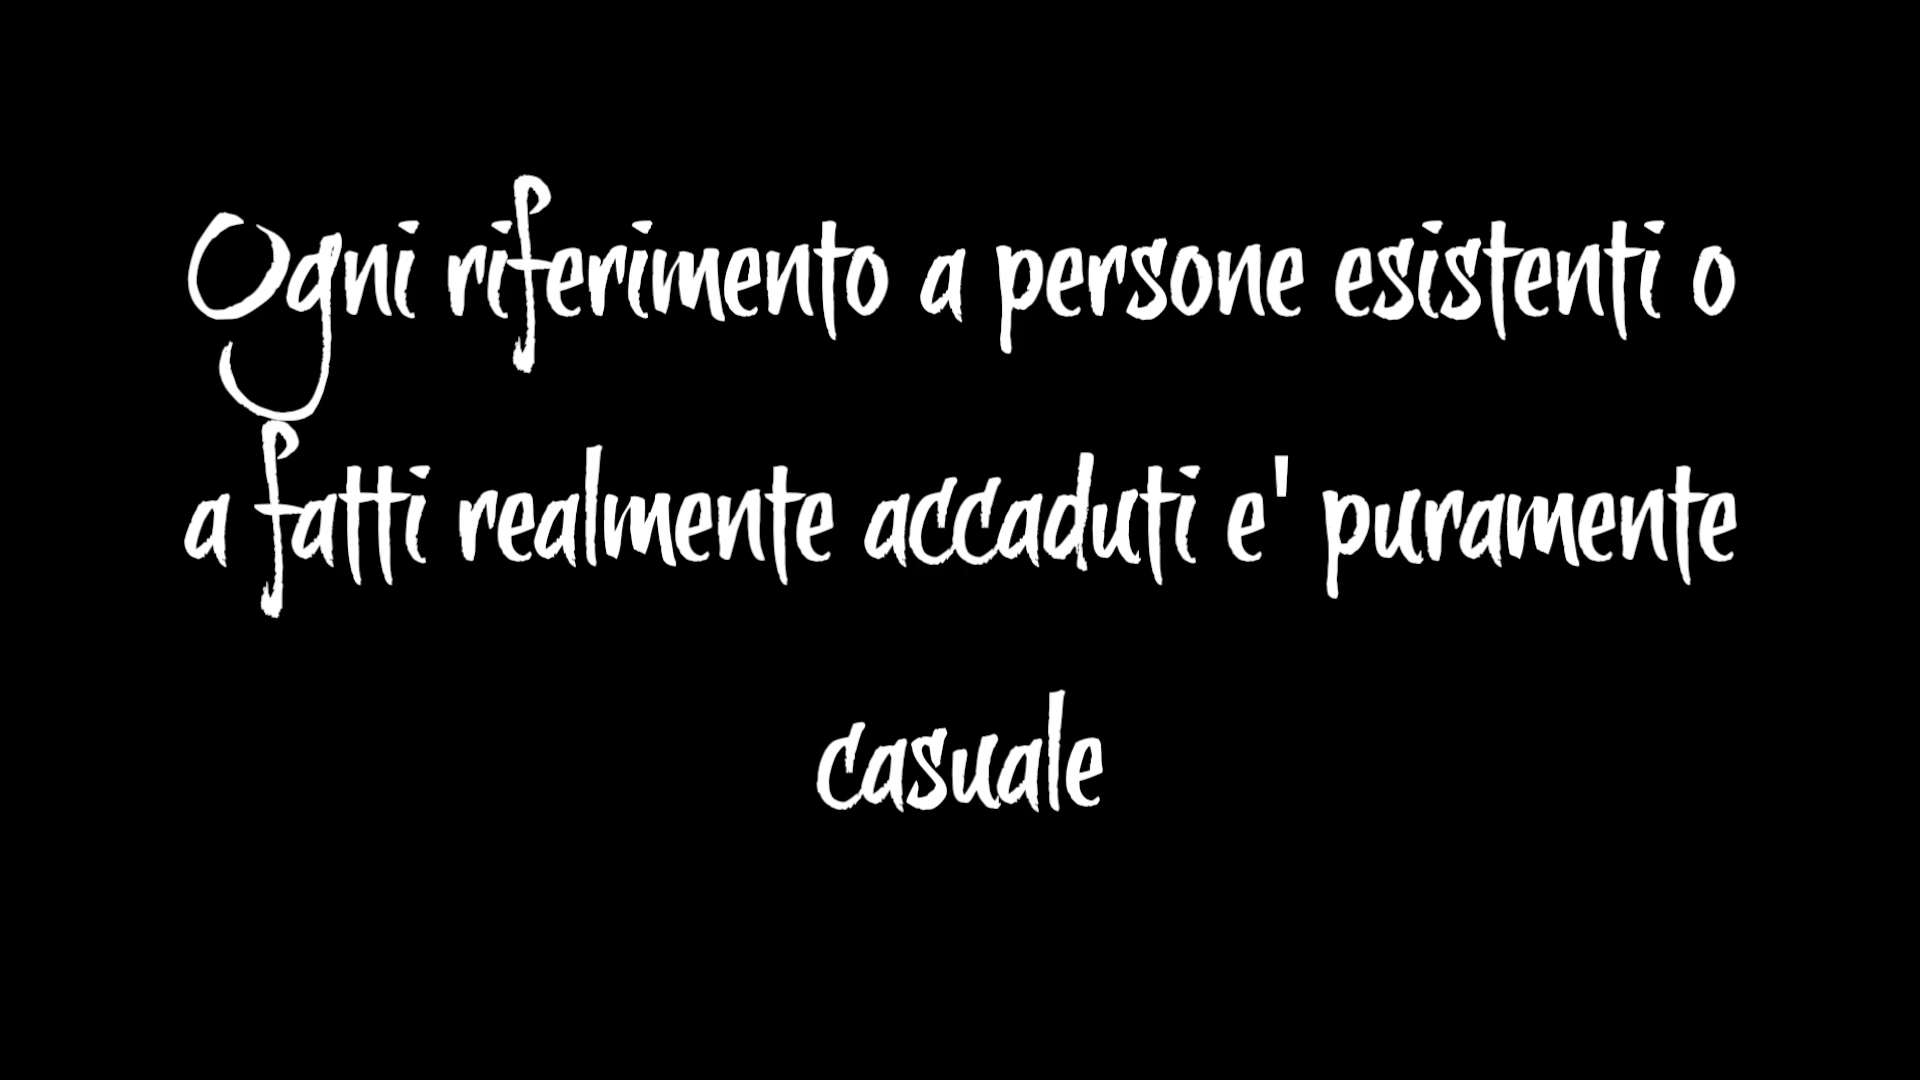 Ogni riferimento a persone esistenti o
a fatti realmente accaduti e' puramente
casuale